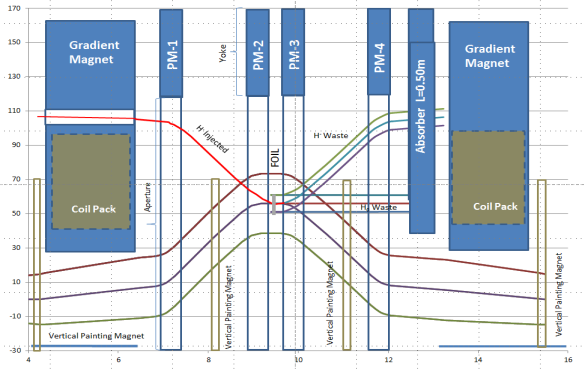 170
150
130
110
90
70
50
30
10
-10
-30
4
6
8
10
12
14
16
Gradient
Magnet
PM-1
Yoke
PM-2
PM-3
PM-4
Absorber L=0.50m
Gradient
Magnet
H⁻ Injected
FOIL
H⁻ Waste
H₀ Waste
Coil Pack
Coil Pack
Aperture
Vertical Painting Magnet
Vertical Painting Magnet
Vertical Painting Magnet
Vertical Painting Magnet